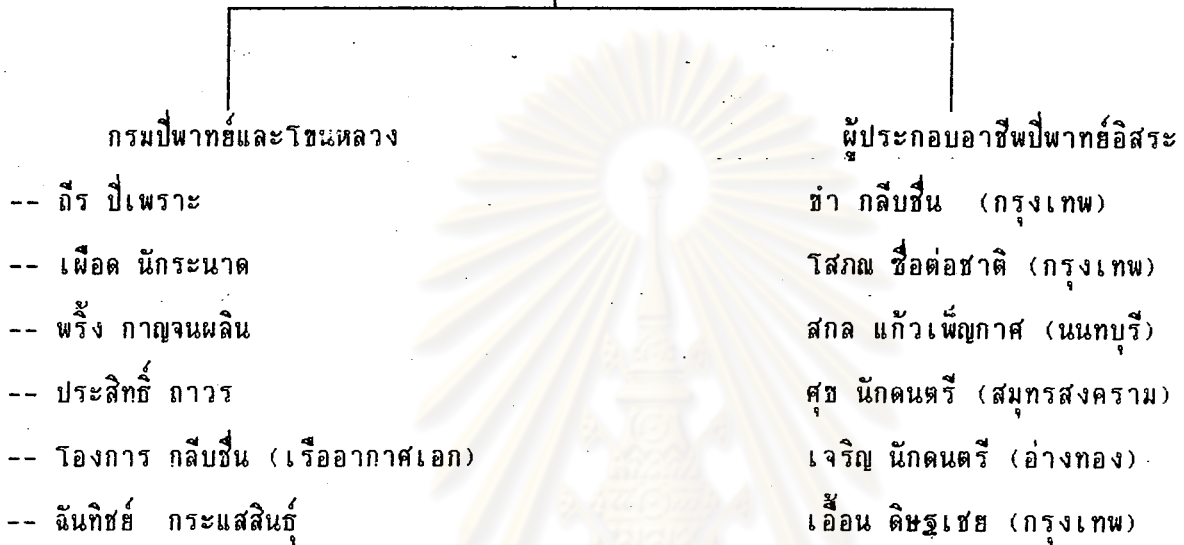 กรมปี่พาทย์และโขนหลวง
-- ถีร ปี่เพราะ
-- เผือด นักระนาด
-- พริ้ง กาญจนผลิน
-- ประสิทธิ์ ถาวร
-- โองการ กลีบชื่น (เรืออากาศเอก)
-- ฉันทิชย์ กระแสสินธุ์
ผู้ประกอบอาชีพปี่พาทย์อิสระ
ขำ กลีบชื่น (กรุงเทพ)
โสภณ ซื่อต่อชาติ (กรุงเทพ)
สกล แก้วเพ็ญกาศ (นนทบุรี)
ศุข นักดนตรี (สมุทรสงคราม)
เจริญ นักดนตรี (อ่างทอง)
เอื้อน ดิษฐเชย (กรุงเทพ)